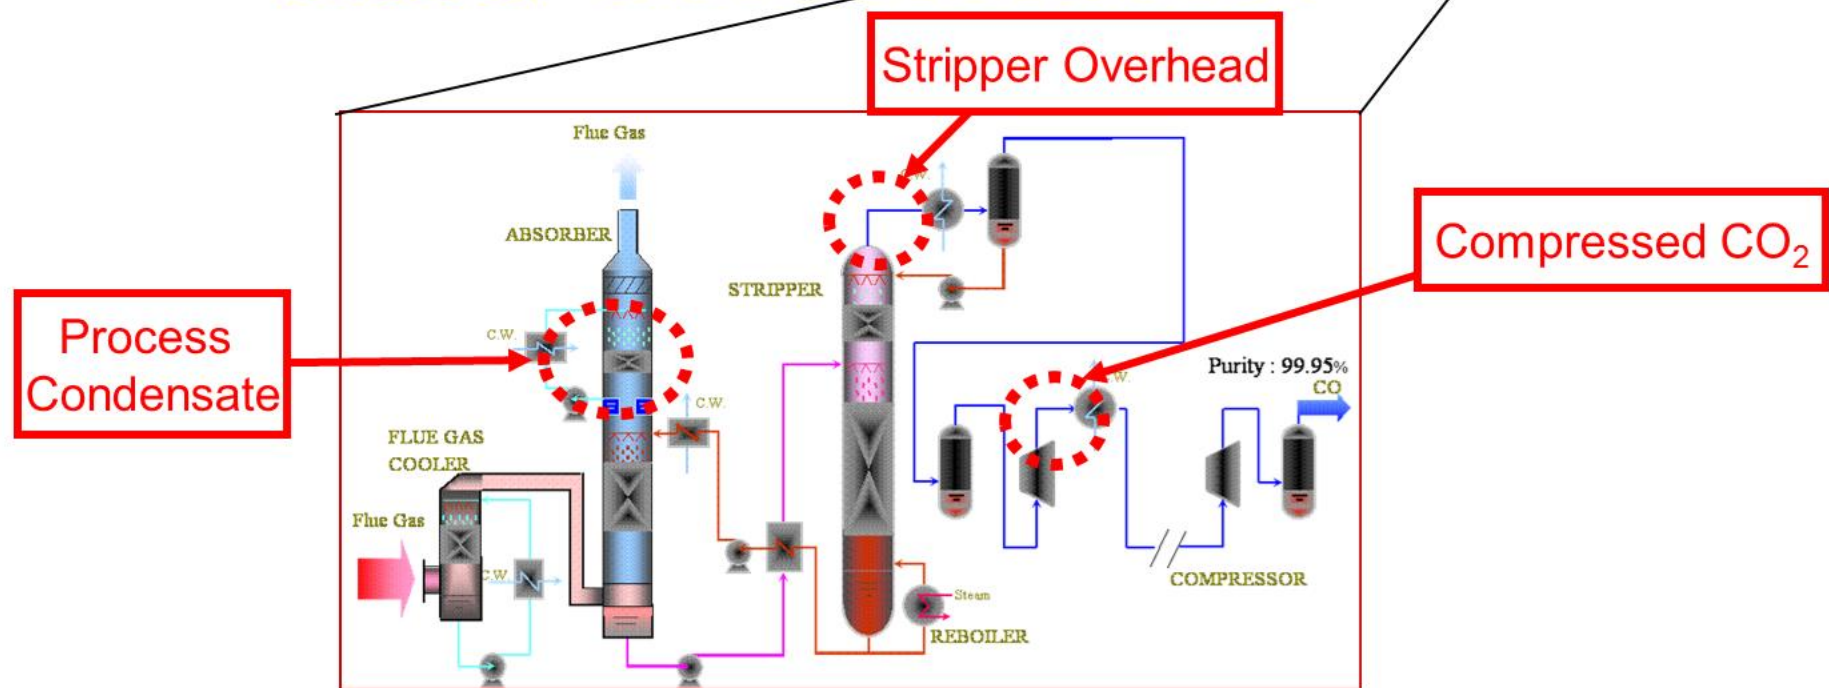 Stripper Overhead
Flue Gas
C.W.
ABSORBER
Compressed CO₂
STRIPPER
Process
Condensate
C.W.
Purity : 99.95%
C.W.
CO
C.W.
FLUE GAS
COOLER
Flue Gas
C.W.
COMPRESSOR
Steam
REBOILER